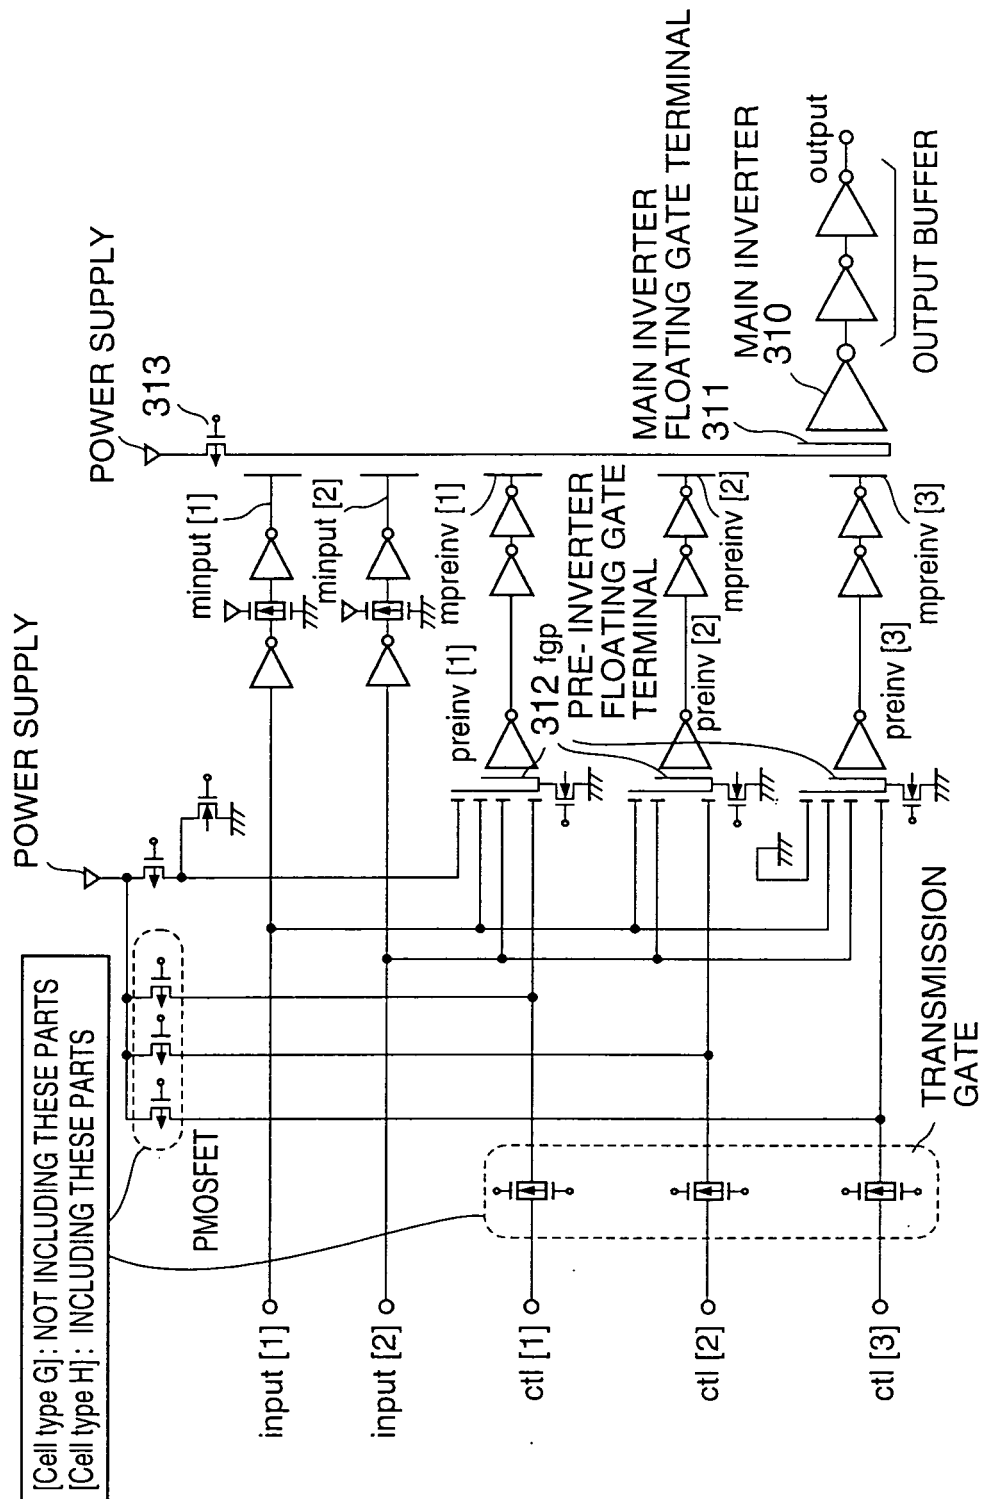 [Cell type G]: NOT INCLUDING THESE PARTS
[Cell type H]: INCLUDING THESE PARTS
PMOSFET
POWER SUPPLY
POWER SUPPLY
313
input [1]
input [2]
ctl [1]
ctl [2]
ctl [3]
TRANSMISSION
GATE
minput [1]
minput [2]
preinv [1]
mpreinv [1]
312 fgp
PRE- INVERTER
FLOATING GATE
TERMINAL
preinv [2]
mpreinv [2]
preinv [3]
mpreinv [3]
MAIN INVERTER
FLOATING GATE TERMINAL
311
MAIN INVERTER
310
output
OUTPUT BUFFER